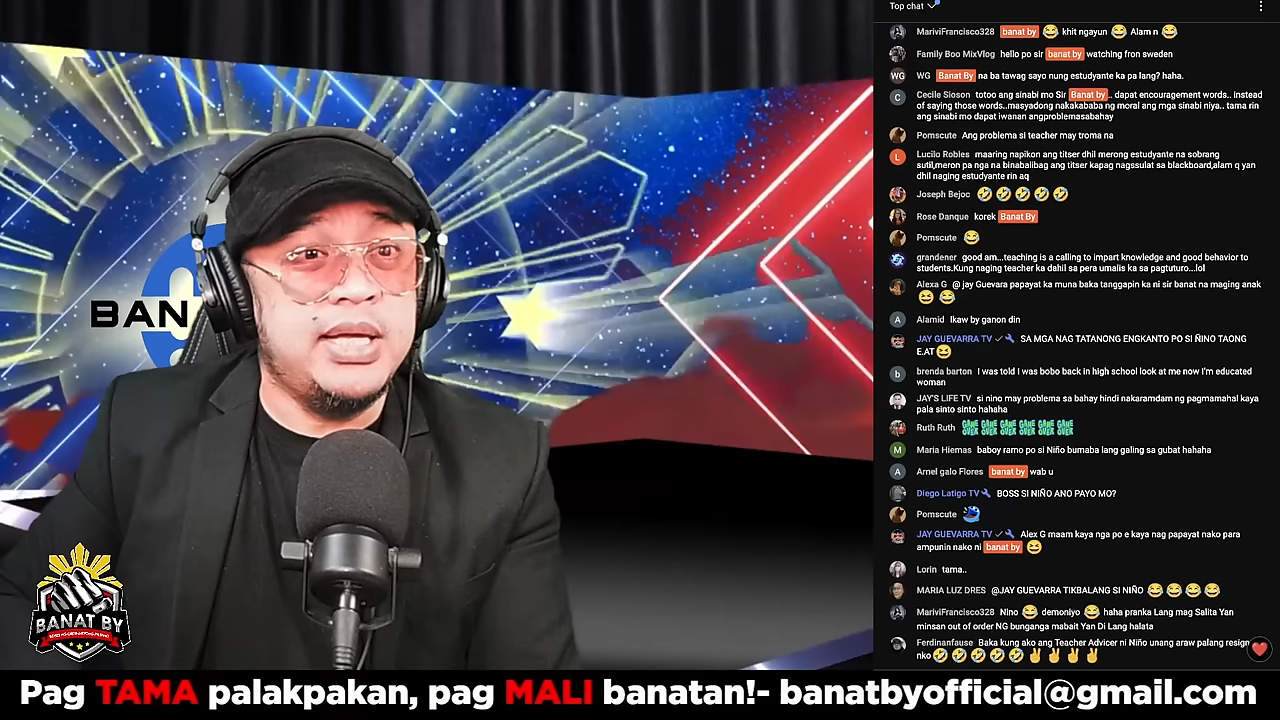 Top chat
MariviFrancisco328 banat by 😂 khit ngayun 😂 Alam n 😂
Family Boo MixVlog hello po sir banat by watching fron sweden
WG WG Banat By na ba tawag sayo nung estudyante ka pa lang? haha.
C Cecile Sioson totoo ang sinabi mo Sir Banat by.. dapat encouragement words.. instead
of saying those words..masyadong nakakababa ng moral ang mga sinabi niya.. tama rin
ang sinabi mo dapat iwanan angproblemasabahay
Pomscute Ang problema si teacher may troma na
L Lucilo Robles maaring napikon ang titser dhil merong estudyante na sobrang
sutil,meron pa nga na binabalibag ang titser kapag nagssulat sa blackboard,alam q yan
dhil naging estudyante rin aq
Joseph Bejoc 🤣 🤣 🤣 🤣 🤣
Rose Danque korek Banat By
Pomscute 😂
grandener good am...teaching is a calling to impart knowledge and good behavior to
students.Kung naging teacher ka dahil sa pera umalis ka sa pagtuturo...lol
Alexa G @ jay Guevara papayat ka muna baka tanggapin ka ni sir banat na maging anak
😆 😂
A Alamid Ikaw by ganon din
JAY GUEVARRA TV SA MGA NAG TATANONG ENGKANTO PO SI ÑINO TAONG
E.AT 😆
b brenda barton I was told I was bobo back in high school look at me now I'm educated
woman
JAY'S LIFE TV si nino may problema sa bahay hindi nakaramdam ng pagmamahal kaya
pala sinto sinto hahaha
Ruth Ruth GAME OVER GAME OVER GAME OVER GAME OVER GAME OVER GAME OVER
M Maria Hiemas baboy ramo po si Niño bumaba lang galing sa gubat hahaha
A Arnel galo Flores banat by wab u
Diego Latigo TV BOSS SI NIÑO ANO PAYO MO?
Pomscute
JAY GUEVARRA TV Alex G maam kaya nga po e kaya nag papayat nako para
ampunin nako ni banat by 😆
Lorin tama..
MARIA LUZ DRES @JAY GUEVARRA TIKBALANG SI NIÑO 😂 😂 😂 😂
MariviFrancisco328 Nino 😂 demoniyo 😂 haha pranka Lang mag Salita Yan
minsan out of order NG bunganga mabait Yan Di Lang halata
Ferdinanfause Baka kung ako ang Teacher Advicer ni Niño unang araw palang resign
nko 🤣 🤣 🤣 🤣 🤣 ✌ ✌ ✌ ✌
BAN
BANAT BY
Pag TAMA palakpakan, pag MALI banatan!- banatbyofficial@gmail.com